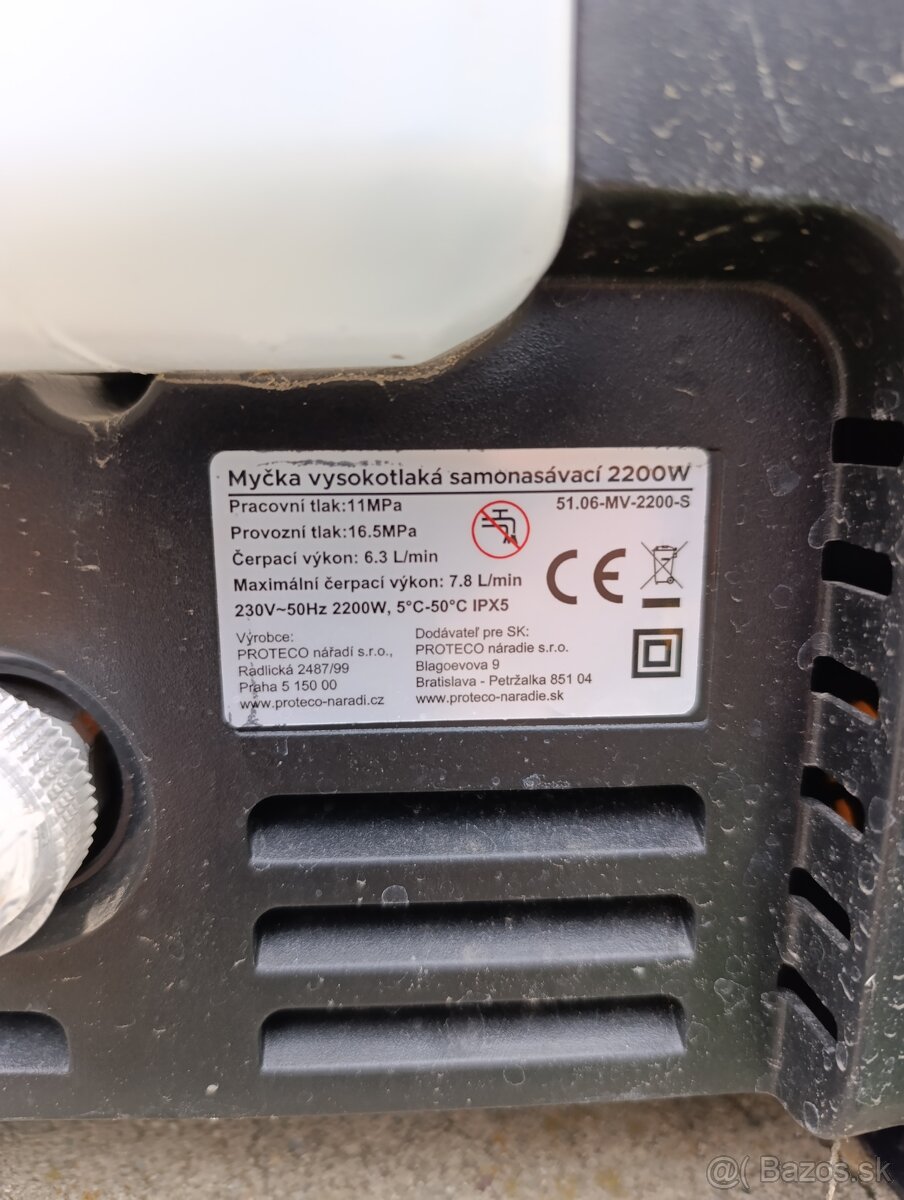 Myčka vysokotlaká samonasávací 2200W
Pracovní tlak:11MPa
51.06-MV-2200-S
Provozní tlak:16.5MPa
Čerpací výkon: 6.3 L/min
Maximální čerpací výkon: 7.8 L/min
230V~50Hz 2200W, 5°C-50°C IPX5
CE
Výrobce:
PROTECO nářadí s.r.o.,
Radlická 2487/99
Praha 5 150 00
www.proteco-naradi.cz
Dodávateľ pre SK:
PROTECO náradie s.r.o.
Blagoevova 9
Bratislava - Petržalka 851 04
www.proteco-naradie.sk
@( Bazos.sk